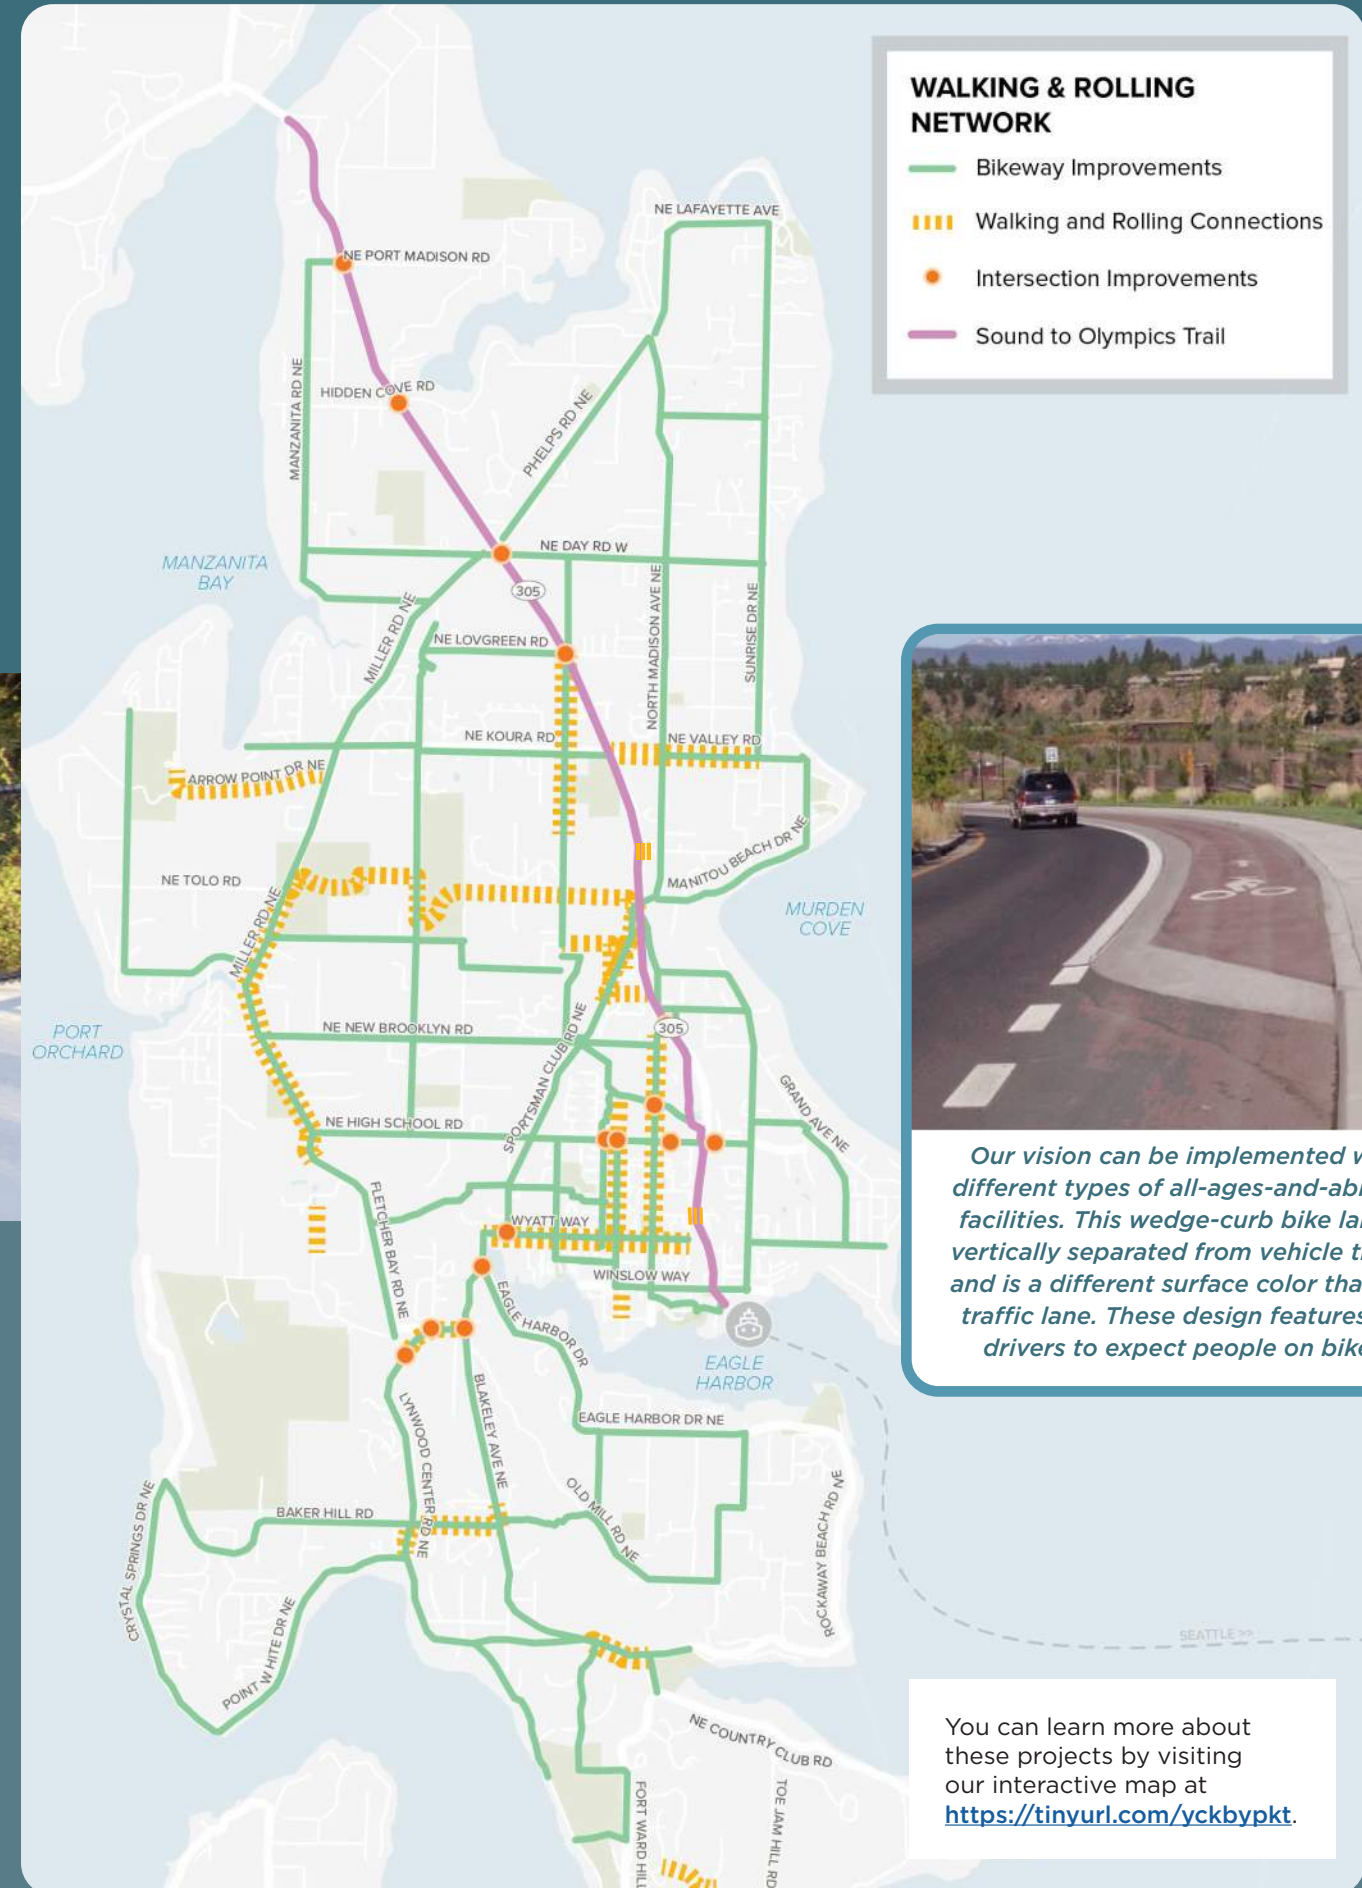 WALKING & ROLLING
NETWORK
Bikeway Improvements
Walking and Rolling Connections
Intersection Improvements
Sound to Olympics Trail
NE LAFAYETTE AVE
NE PORT MADISON RD
MANZANITA RD NE
HIDDEN COVE RD
PHELPS RD NE
NE DAY RD W
MANZANITA
BAY
305
MILLER RD NE
NE LOVGREEN RD
NORTH MADISON AVE NE
SUNRISE DR NE
NE KOURA RD
NE VALLEY RD
ARROW POINT DR NE
MANITOU BEACH DR NE
NE TOLO RD
MURDEN
COVE
MILLER RD NE
PORT
ORCHARD
NE NEW BROOKLYN RD
305
SPORTSMAN CLUB RD NE
GRAND AVE NE
NE HIGH SCHOOL RD
FLETCHER BAY RD NE
WYATT WAY
WINSLOW WAY
EAGLE HARBOR DR
EAGLE
HARBOR
LYNWOOD CENTER RD NE
BLAKELEY AVE NE
EAGLE HARBOR DR NE
CRYSTAL SPRINGS DR NE
BAKER HILL RD
OLD MILL RD NE
ROCKAWAY BEACH RD NE
POINT WHITE DR NE
SEATTLE >>
NE COUNTRY CLUB RD
FORT WARD HILL
TOE JAM HILL RD
Our vision can be implemented
different types of all-ages-and-
facilities. This wedge-curb bike
vertically separated from vehicle
and is a different surface color
traffic lane. These design features
drivers to expect people on
You can learn more about
these projects by visiting
our interactive map at
https://tinyurl.com/yckbypkt.